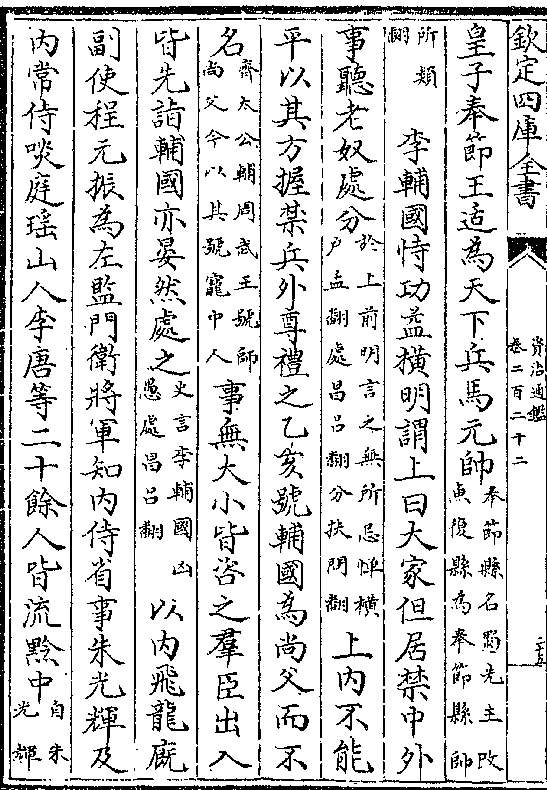 欽定四庫全書
資治通鑑
卷二百二十二
皇子奉節王适為天下兵馬元帥奉節縣名蜀先主改魚復縣為奉節縣帥
所類翻 李輔國恃功益横明謂上曰大家但居禁中外
事聽老奴處分於上前明言之無所忌憚横户孟翻處昌吕翻分扶問翻 上内不能
平以其方握禁兵外尊禮之乙亥號輔國為尚父而不
名齊太公輔周武王號師尚父今以其號寵中人 事無大小皆咨之羣臣出入
皆先詣輔國亦晏然處之史言李輔國凶愚處昌吕翻 以内飛龍廐
副使程元振為左監門衛將軍知内侍省事朱光輝及
内常侍啖庭瑶山人李唐等二十餘人皆流黔中自朱光輝